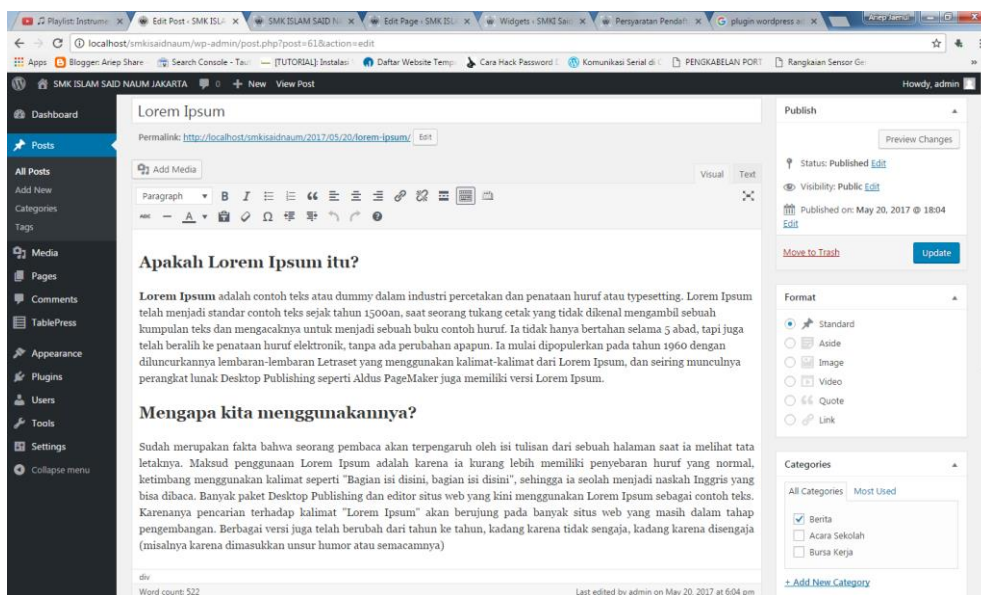 Playlist: Instrume
Edit Post ‹ SMK ISLA
SMK ISLAM SAID N
Edit Page ‹ SMK ISL
Widgets ‹ SMKI Sai
Persyaratan Pendaft
plugin wordpress a
localhost/smkisaidnaum/wp-admin/post.php?post=61&action=edit
Apps Blogger: Ariep Share Search Console - Tau [TUTORIAL]: Instalasi Daftar Website Temp Cara Hack Password Komunikasi Serial di C PENGKABELAN PORT Rangkaian Sensor Ge
SMK ISLAM SAID NAUM JAKARTA 0 + New View Post Howdy, admin
Dashboard
Posts
All Posts
Add New
Categories
Tags
Media
Pages
Comments
TablePress
Appearance
Plugins
Users
Tools
Settings
Collapse menu
Lorem Ipsum
Permalink: http://localhost/smkisaidnaum/2017/05/20/lorem-ipsum/ Edit
Add Media
Visual Text
Paragraph B I
ABC A
Apakah Lorem Ipsum itu?
Lorem Ipsum adalah contoh teks atau dummy dalam industri percetakan dan penataan huruf atau typesetting. Lorem Ipsum
telah menjadi standar contoh teks sejak tahun 1500an, saat seorang tukang cetak yang tidak dikenal mengambil sebuah
kumpulan teks dan mengacaknya untuk menjadi sebuah buku contoh huruf. Ia tidak hanya bertahan selama 5 abad, tapi juga
telah beralih ke penataan huruf elektronik, tanpa ada perubahan apapun. Ia mulai dipopulerkan pada tahun 1960 dengan
diluncurkannya lembaran-lembaran Letraset yang menggunakan kalimat-kalimat dari Lorem Ipsum, dan seiring munculnya
perangkat lunak Desktop Publishing seperti Aldus PageMaker juga memiliki versi Lorem Ipsum.
Mengapa kita menggunakannya?
Sudah merupakan fakta bahwa seorang pembaca akan terpengaruh oleh isi tulisan dari sebuah halaman saat ia melihat tata
letaknya. Maksud penggunaan Lorem Ipsum adalah karena ia kurang lebih memiliki penyebaran huruf yang normal,
ketimbang menggunakan kalimat seperti "Bagian isi disini, bagian isi disini", sehingga ia seolah menjadi naskah Inggris yang
bisa dibaca. Banyak paket Desktop Publishing dan editor situs web yang kini menggunakan Lorem Ipsum sebagai contoh teks.
Karenanya pencarian terhadap kalimat "Lorem Ipsum" akan berujung pada banyak situs web yang masih dalam tahap
pengembangan. Berbagai versi juga telah berubah dari tahun ke tahun, kadang karena tidak sengaja, kadang karena disengaja
(misalnya karena dimasukkan unsur humor atau semacamnya)
div
Word count: 522 Last edited by admin on May 20, 2017 at 6:04 pm
Publish
Preview Changes
Status: Published Edit
Visibility: Public Edit
Published on: May 20, 2017 @ 18:04
Edit
Move to Trash Update
Format
Standard
Aside
Image
Video
Quote
Link
Categories
All Categories Most Used
Berita
Acara Sekolah
Bursa Kerja
+ Add New Category